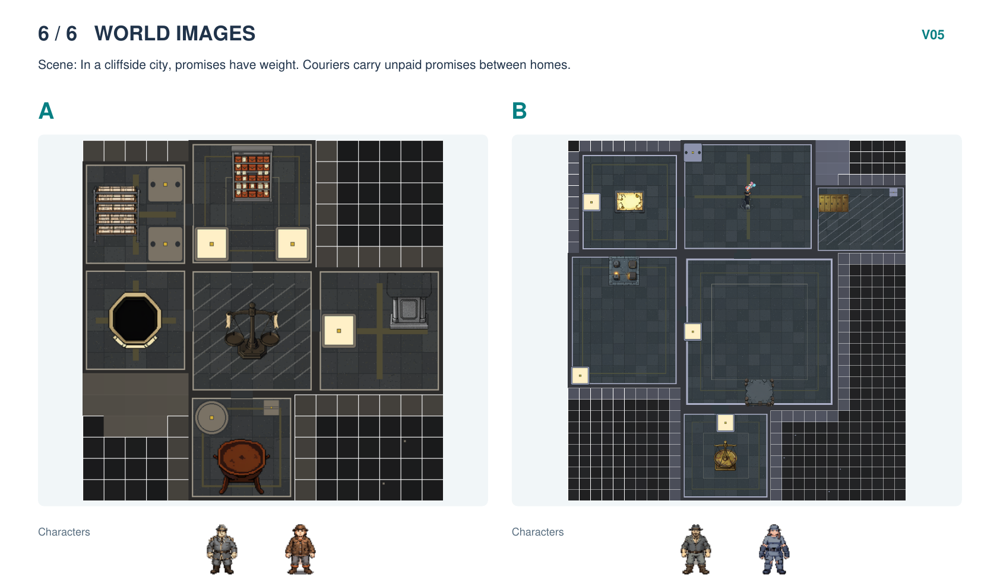 6 / 6 WORLD IMAGES
V05
Scene: In a cliffside city, promises have weight. Couriers carry unpaid promises between homes.
A
B
Characters
Characters